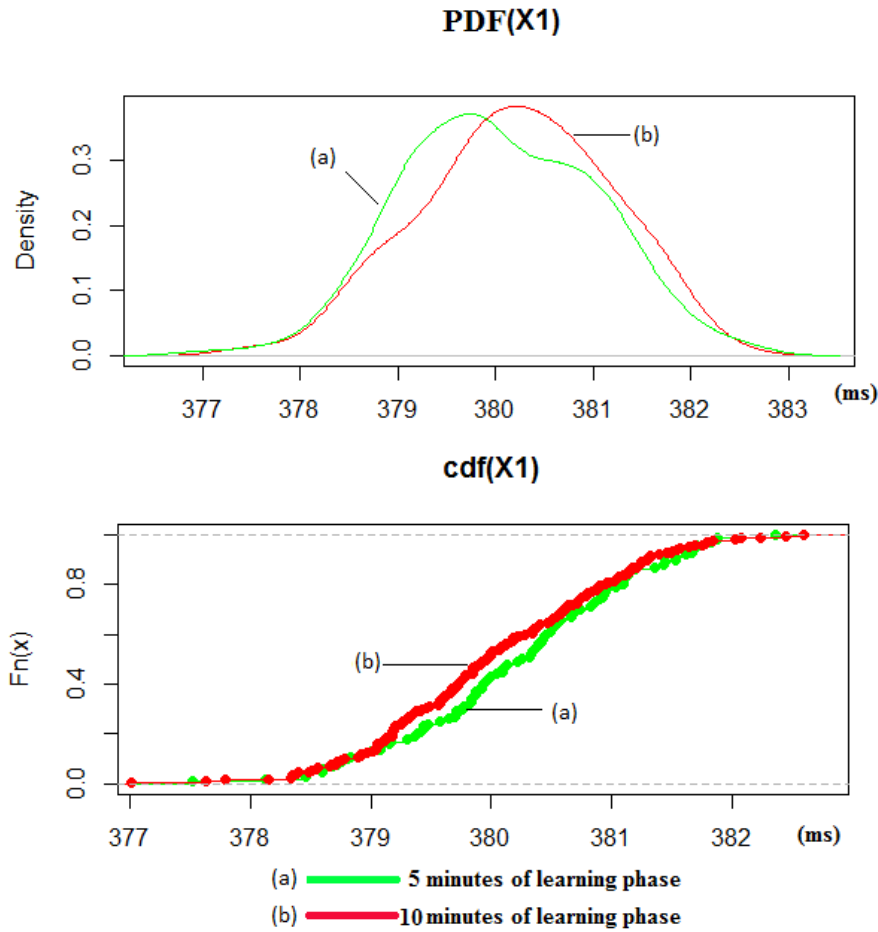 PDF(X1)
Density
0.0 0.1 0.2 0.3
(a)
(b)
377 378 379 380 381 382 383 (ms)
cdf(X1)
Fn(x)
0.0 0.4 0.8
(b)
(a)
377 378 379 380 381 382 (ms)
(a) 5 minutes of learning phase
(b) 10 minutes of learning phase